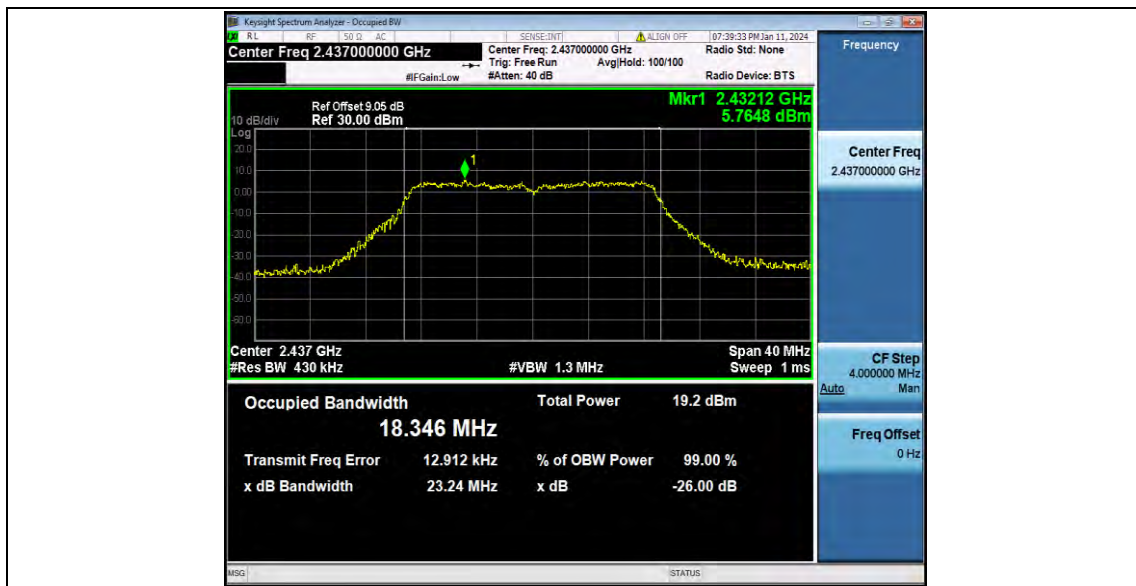 Keysight Spectrum Analyzer - Occupied BW
RL RF 50 Ω AC SENSE:INT ALIGN OFF 07:39:33 PM Jan 11, 2024
Center Freq 2.437000000 GHz
Center Freq: 2.437000000 GHz Radio Std: None
Trig: Free Run Avg|Hold: 100/100
#IFGain:Low #Atten: 40 dB Radio Device: BTS
Ref Offset 9.05 dB Mkr1 2.43212 GHz
10 dB/div Ref 30.00 dBm 5.7648 dBm
Log
20.0
10.0
0.00
-10.0
-20.0
-30.0
-40.0
-50.0
-60.0
1
Center 2.437 GHz Span 40 MHz
#Res BW 430 kHz #VBW 1.3 MHz Sweep 1 ms
Occupied Bandwidth Total Power 19.2 dBm
18.346 MHz
Transmit Freq Error 12.912 kHz % of OBW Power 99.00 %
x dB Bandwidth 23.24 MHz x dB -26.00 dB
MSG STATUS
Frequency
Center Freq
2.437000000 GHz
CF Step
4.000000 MHz
Auto Man
Freq Offset
0 Hz